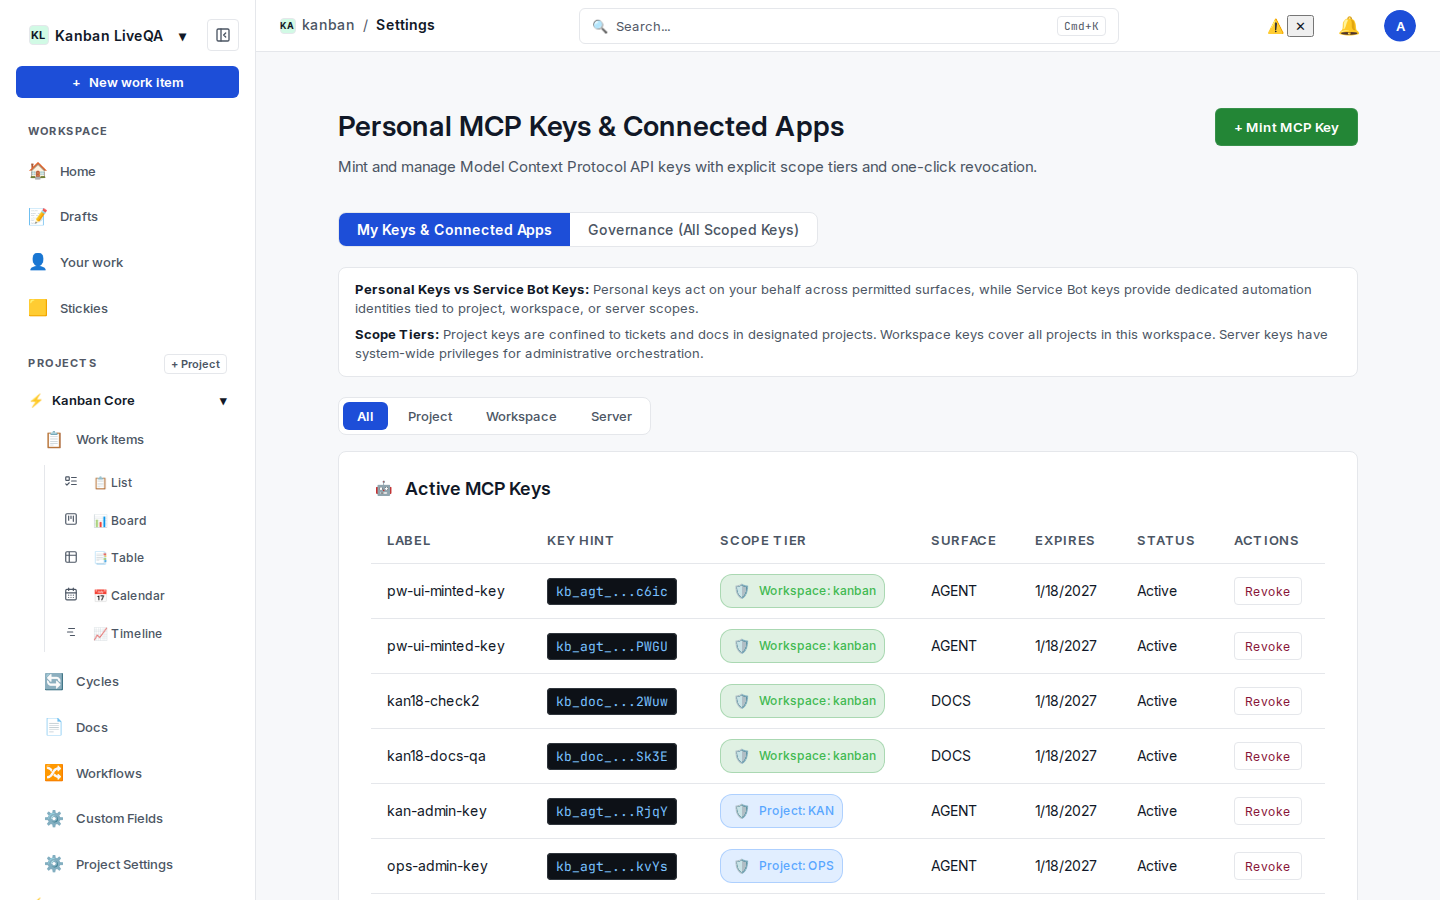 KL Kanban LiveQA ▾
+ New work item
WORKSPACE
Home
Drafts
Your work
Stickies
PROJECTS + Project
Kanban Core ▾
Work Items
List
Board
Table
Calendar
Timeline
Cycles
Docs
Workflows
Custom Fields
Project Settings
KA kanban / Settings
Search... Cmd+K
✕
A
Personal MCP Keys & Connected Apps
+ Mint MCP Key
Mint and manage Model Context Protocol API keys with explicit scope tiers and one-click revocation.
My Keys & Connected Apps Governance (All Scoped Keys)
Personal Keys vs Service Bot Keys: Personal keys act on your behalf across permitted surfaces, while Service Bot keys provide dedicated automation
identities tied to project, workspace, or server scopes.
Scope Tiers: Project keys are confined to tickets and docs in designated projects. Workspace keys cover all projects in this workspace. Server keys have
system-wide privileges for administrative orchestration.
All Project Workspace Server
Active MCP Keys
LABEL KEY HINT SCOPE TIER SURFACE EXPIRES STATUS ACTIONS
pw-ui-minted-key kb_agt_...c6ic Workspace: kanban AGENT 1/18/2027 Active Revoke
pw-ui-minted-key kb_agt_...PWGU Workspace: kanban AGENT 1/18/2027 Active Revoke
kan18-check2 kb_doc_...2Wuw Workspace: kanban DOCS 1/18/2027 Active Revoke
kan18-docs-qa kb_doc_...Sk3E Workspace: kanban DOCS 1/18/2027 Active Revoke
kan-admin-key kb_agt_...RjqY Project: KAN AGENT 1/18/2027 Active Revoke
ops-admin-key kb_agt_...kvYs Project: OPS AGENT 1/18/2027 Active Revoke